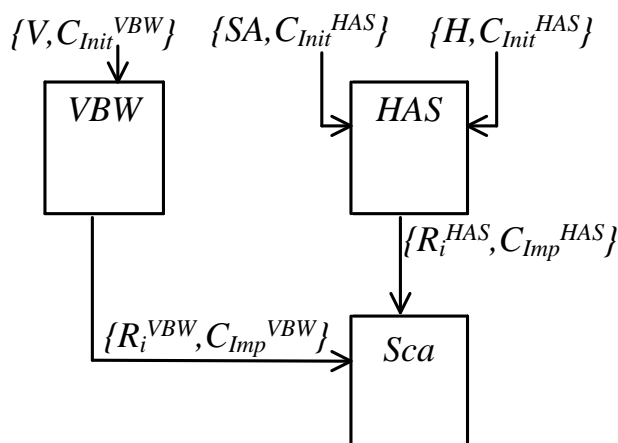 {V,C_Init^VBW} {SA,C_Init^HAS} {H,C_Init^HAS}
VBW HAS
{R_i^HAS,C_Imp^HAS}
{R_i^VBW,C_Imp^VBW} Sca